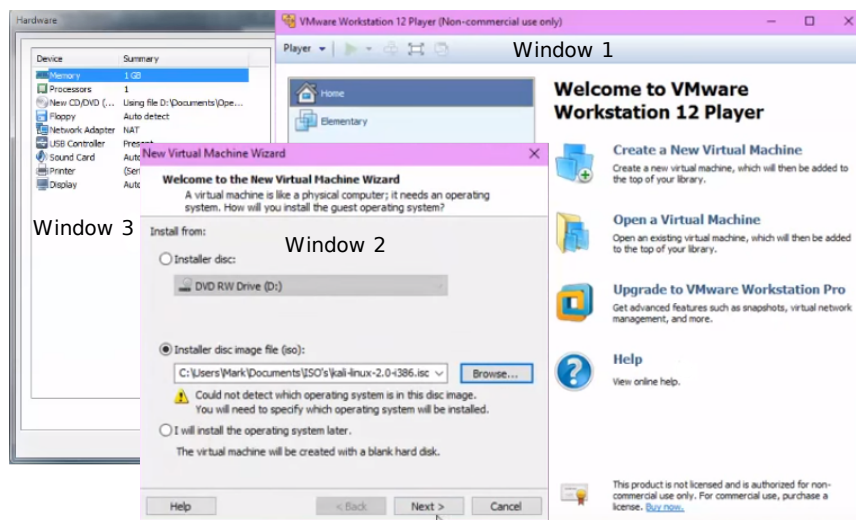 Hardware
Device Summary
Memory 1 GB
Processors 1
New CD/DVD (... Using file D:\Documents\Ope...
Floppy Auto detect
Network Adapter NAT
USB Controller Present
Sound Card Auto
Printer (Seri
Display Auto
Window 3
VMware Workstation 12 Player (Non-commercial use only)
Player
Window 1
Home
Elementary
Welcome to VMware
Workstation 12 Player
Create a New Virtual Machine
Create a new virtual machine, which will then be added to
the top of your library.
Open a Virtual Machine
Open an existing virtual machine, which will then be added
to the top of your library.
Upgrade to VMware Workstation Pro
Get advanced features such as snapshots, virtual network
management, and more.
Help
View online help.
This product is not licensed and is authorized for non-
commercial use only. For commercial use, purchase a
license. Buy now.
New Virtual Machine Wizard
Welcome to the New Virtual Machine Wizard
A virtual machine is like a physical computer; it needs an operating
system. How will you install the guest operating system?
Install from:
Window 2
Installer disc:
DVD RW Drive (D:)
Installer disc image file (iso):
C:\Users\Mark\Documents\ISO's\kali-linux-2.0-i386.isc
Browse...
Could not detect which operating system is in this disc image.
You will need to specify which operating system will be installed.
I will install the operating system later.
The virtual machine will be created with a blank hard disk.
Help < Back Next > Cancel